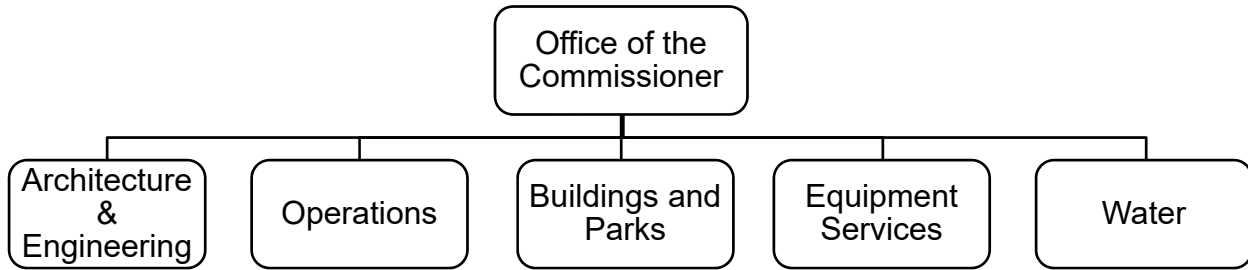 Office of the
Commissioner
Architecture
&
Engineering
Operations
Buildings and
Parks
Equipment
Services
Water